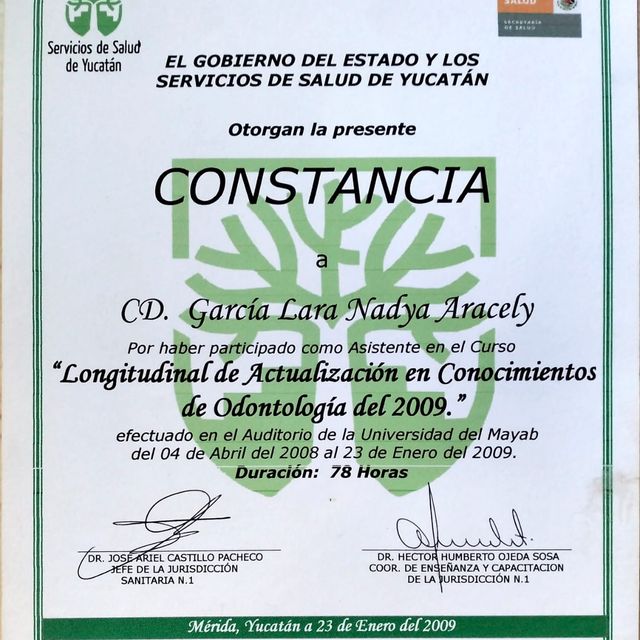 Servicios de Salud
de Yucatán
SALUD
SECRETARÍA
DE SALUD
EL GOBIERNO DEL ESTADO Y LOS
SERVICIOS DE SALUD DE YUCATÁN
Otorgan la presente
CONSTANCIA
a
CD. García Lara Nadya Aracely
Por haber participado como Asistente en el Curso
“Longitudinal de Actualización en Conocimientos
de Odontología del 2009.”
efectuado en el Auditorio de la Universidad del Mayab
del 04 de Abril del 2008 al 23 de Enero del 2009.
Duración: 78 Horas
DR. JOSÉ ARIEL CASTILLO PACHECO
JEFE DE LA JURISDICCIÓN
SANITARIA N.1
DR. HECTOR HUMBERTO OJEDA SOSA
COOR. DE ENSEÑANZA Y CAPACITACION
DE LA JURISDICCIÓN N.1
Mérida, Yucatán a 23 de Enero del 2009